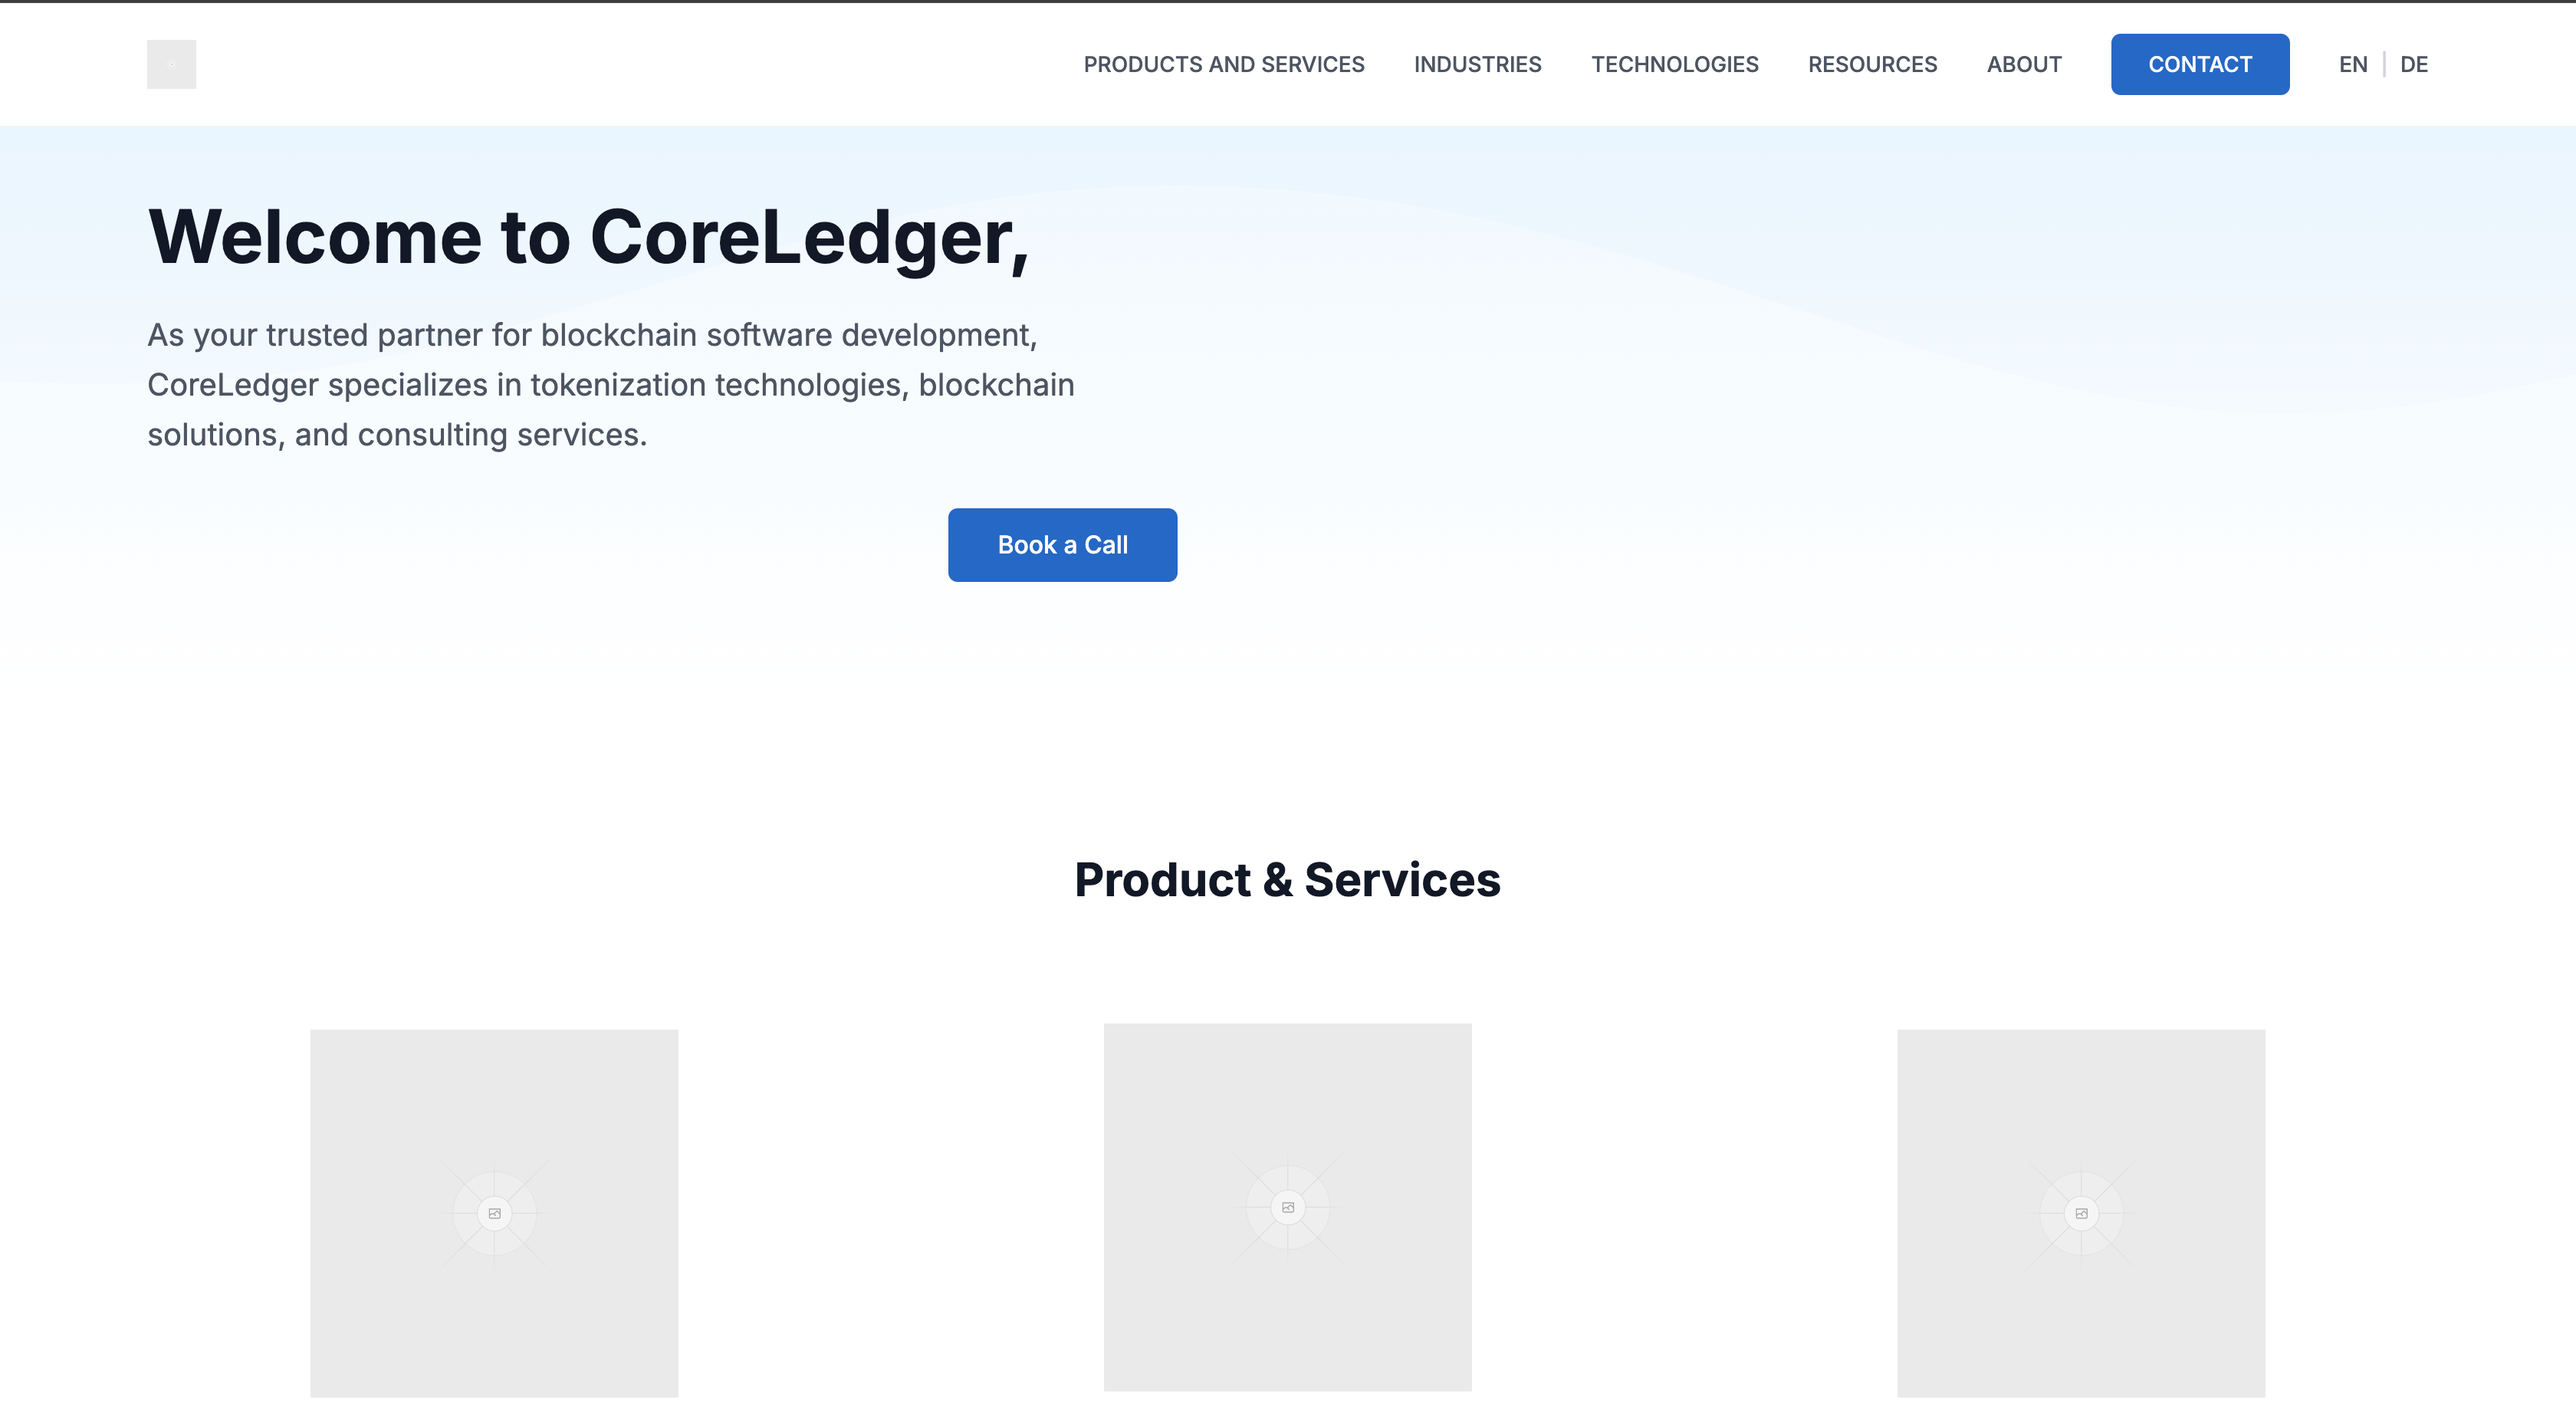 PRODUCTS AND SERVICES INDUSTRIES TECHNOLOGIES RESOURCES ABOUT CONTACT EN | DE
Welcome to CoreLedger,
As your trusted partner for blockchain software development,
CoreLedger specializes in tokenization technologies, blockchain
solutions, and consulting services.
Book a Call
Product & Services